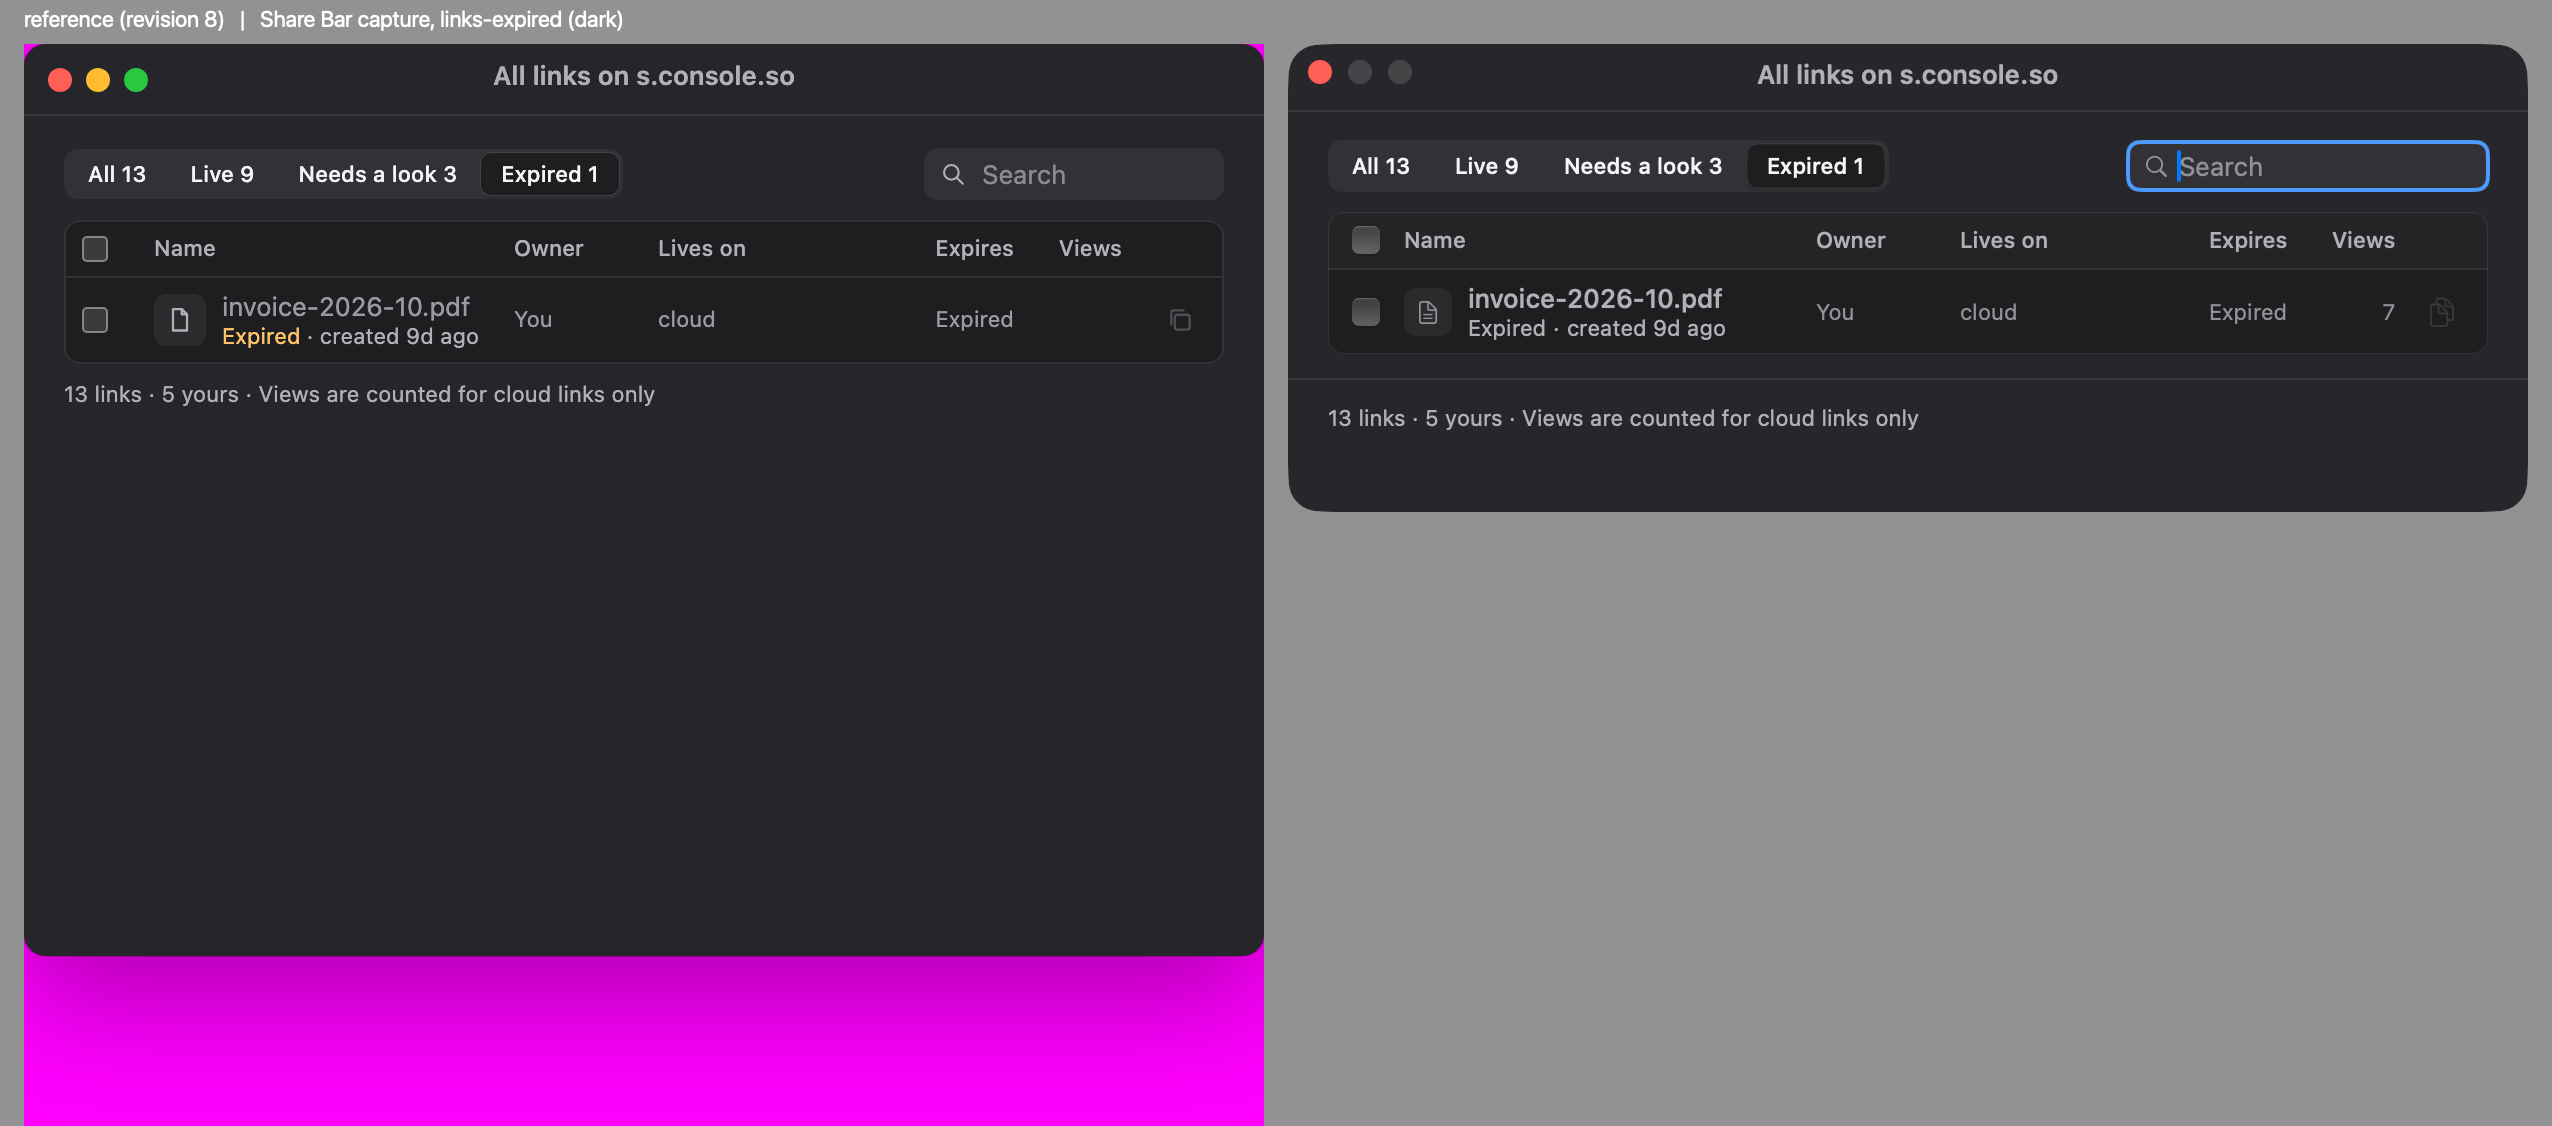 reference (revision 8) | Share Bar capture, links-expired (dark)
All links on s.console.so
All 13 Live 9 Needs a look 3 Expired 1 Search
Name Owner Lives on Expires Views
invoice-2026-10.pdf You cloud Expired
Expired · created 9d ago
13 links · 5 yours · Views are counted for cloud links only
All links on s.console.so
All 13 Live 9 Needs a look 3 Expired 1 Search
Name Owner Lives on Expires Views
invoice-2026-10.pdf You cloud Expired 7
Expired · created 9d ago
13 links · 5 yours · Views are counted for cloud links only